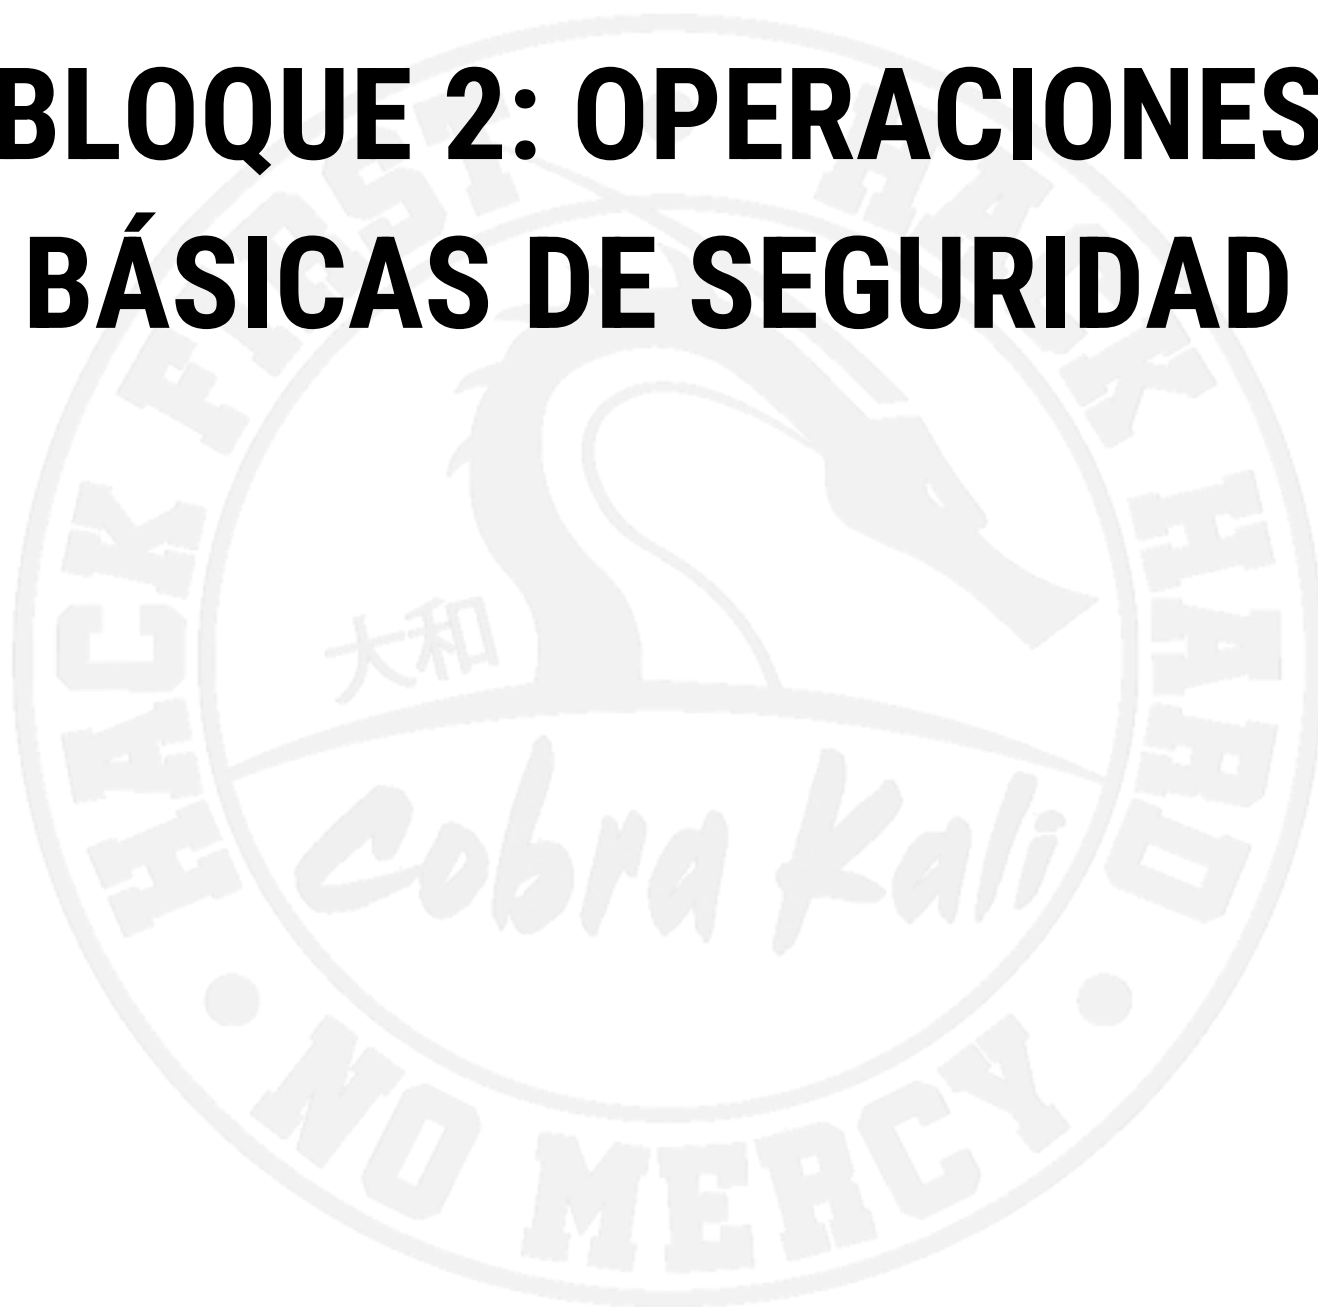 BLOQUE 2: OPERACIONES
BÁSICAS DE SEGURIDAD
HACK FIRST HACK HARD
大和
Cobra Kali
NO MERCY